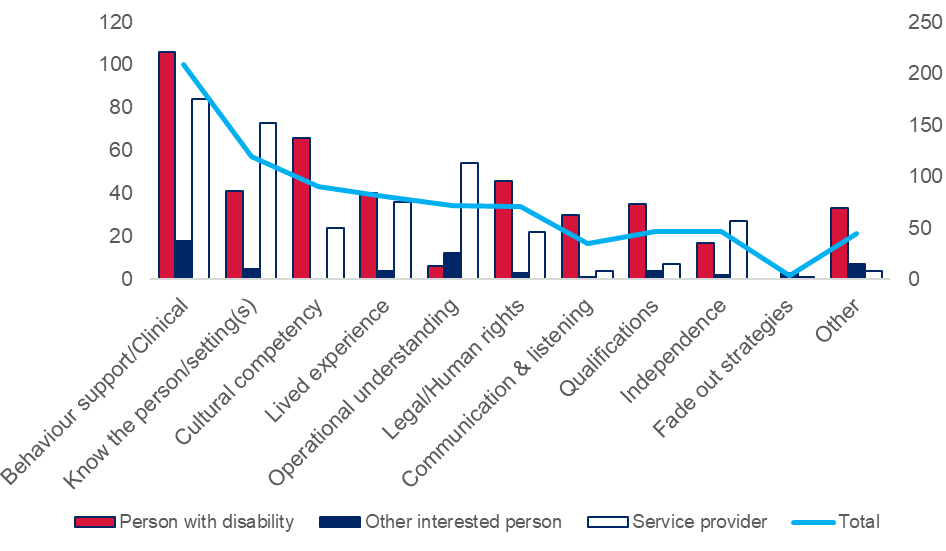 120
100
80
60
40
20
0
250
200
150
100
50
0
Behaviour support/Clinical
Know the person/setting(s)
Cultural competency
Lived experience
Operational understanding
Legal/Human rights
Communication & listening
Qualifications
Independence
Fade out strategies
Other
Person with disability
Other interested person
Service provider
Total